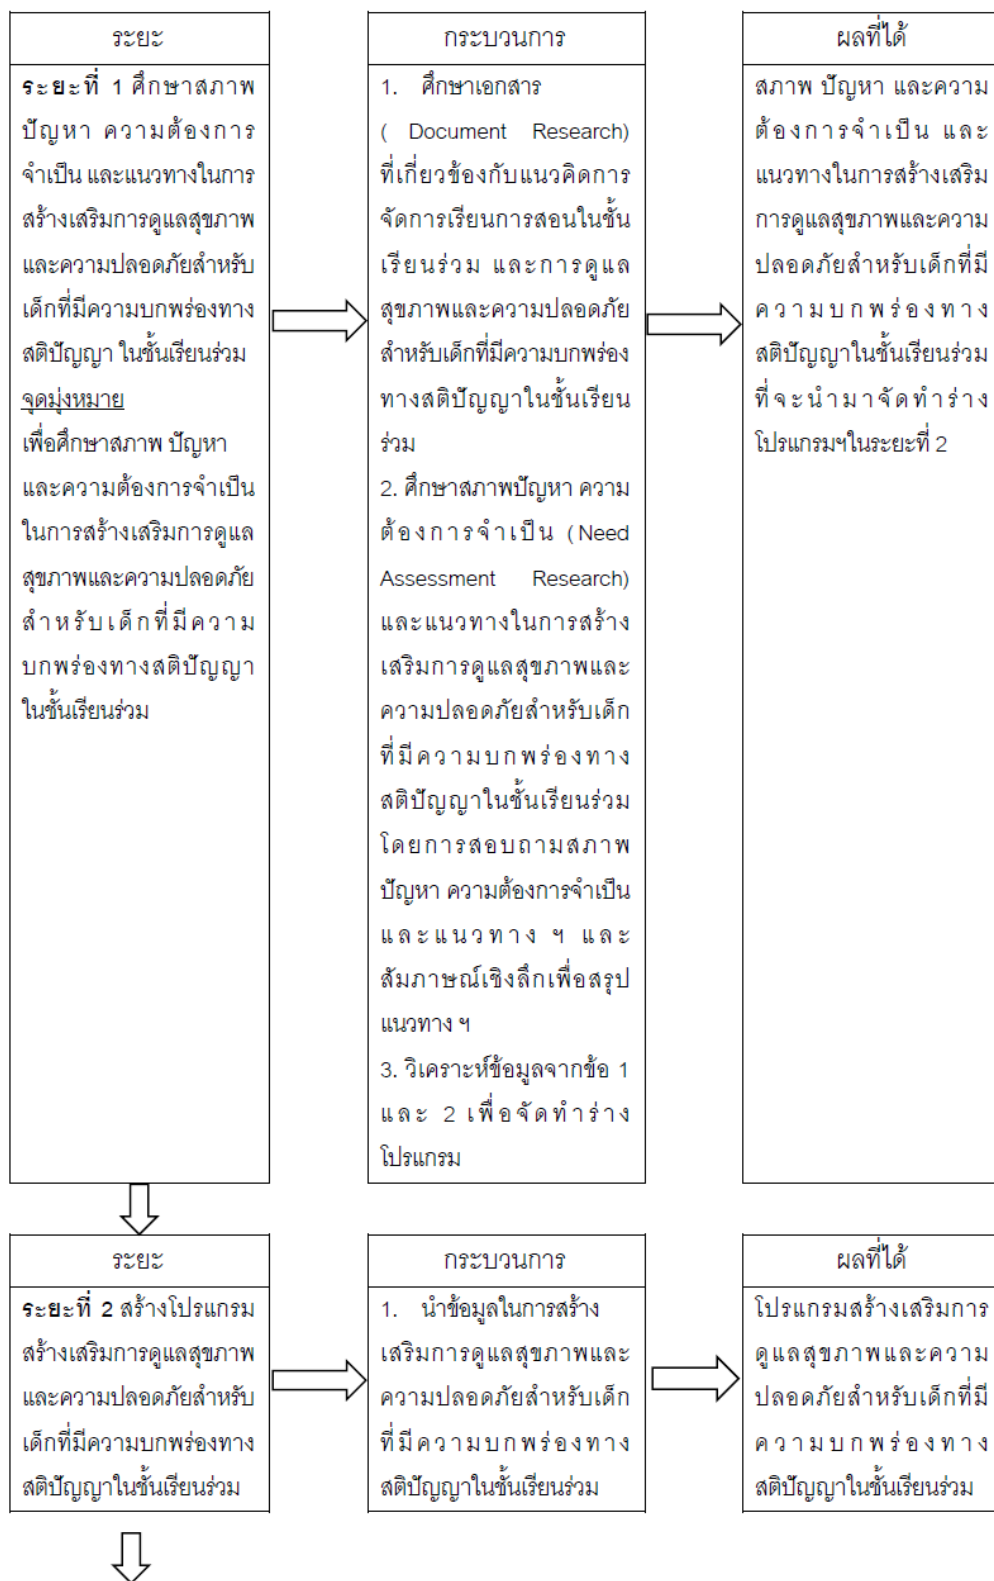 ระยะ
ระยะที่ 1 ศึกษาสภาพ
ปัญหา ความต้องการ
จำเป็น และแนวทางในการ
สร้างเสริมการดูแลสุขภาพ
และความปลอดภัยสำหรับ
เด็กที่มีความบกพร่องทาง
สติปัญญา ในชั้นเรียนร่วม
จุดมุ่งหมาย
เพื่อศึกษาสภาพ ปัญหา
และความต้องการจำเป็น
ในการสร้างเสริมการดูแล
สุขภาพและความปลอดภัย
สำหรับเด็กที่มีความ
บกพร่องทางสติปัญญา
ในชั้นเรียนร่วม
กระบวนการ
1. ศึกษาเอกสาร
( Document Research)
ที่เกี่ยวข้องกับแนวคิดการ
จัดการเรียนการสอนในชั้น
เรียนร่วม และการดูแล
สุขภาพและความปลอดภัย
สำหรับเด็กที่มีความบกพร่อง
ทางสติปัญญาในชั้นเรียน
ร่วม
2. ศึกษาสภาพปัญหา ความ
ต้องการจำเป็น (Need
Assessment Research)
และแนวทางในการสร้าง
เสริมการดูแลสุขภาพและ
ความปลอดภัยสำหรับเด็ก
ที่มีความบกพร่องทาง
สติปัญญาในชั้นเรียนร่วม
โดยการสอบถามสภาพ
ปัญหา ความต้องการจำเป็น
และแนวทาง ฯ และ
สัมภาษณ์เชิงลึกเพื่อสรุป
แนวทาง ฯ
3. วิเคราะห์ข้อมูลจากข้อ 1
และ 2 เพื่อจัดทำร่าง
โปรแกรม
ผลที่ได้
สภาพ ปัญหา และความ
ต้องการจำเป็น และ
แนวทางในการสร้างเสริม
การดูแลสุขภาพและความ
ปลอดภัยสำหรับเด็กที่มี
ความบกพร่องทาง
สติปัญญาในชั้นเรียนร่วม
ที่จะนำมาจัดทำร่าง
โปรแกรมฯในระยะที่ 2
ระยะ
ระยะที่ 2 สร้างโปรแกรม
สร้างเสริมการดูแลสุขภาพ
และความปลอดภัยสำหรับ
เด็กที่มีความบกพร่องทาง
สติปัญญาในชั้นเรียนร่วม
กระบวนการ
1. นำข้อมูลในการสร้าง
เสริมการดูแลสุขภาพและ
ความปลอดภัยสำหรับเด็ก
ที่มีความบกพร่องทาง
สติปัญญาในชั้นเรียนร่วม
ผลที่ได้
โปรแกรมสร้างเสริมการ
ดูแลสุขภาพและความ
ปลอดภัยสำหรับเด็กที่มี
ความบกพร่องทาง
สติปัญญาในชั้นเรียนร่วม